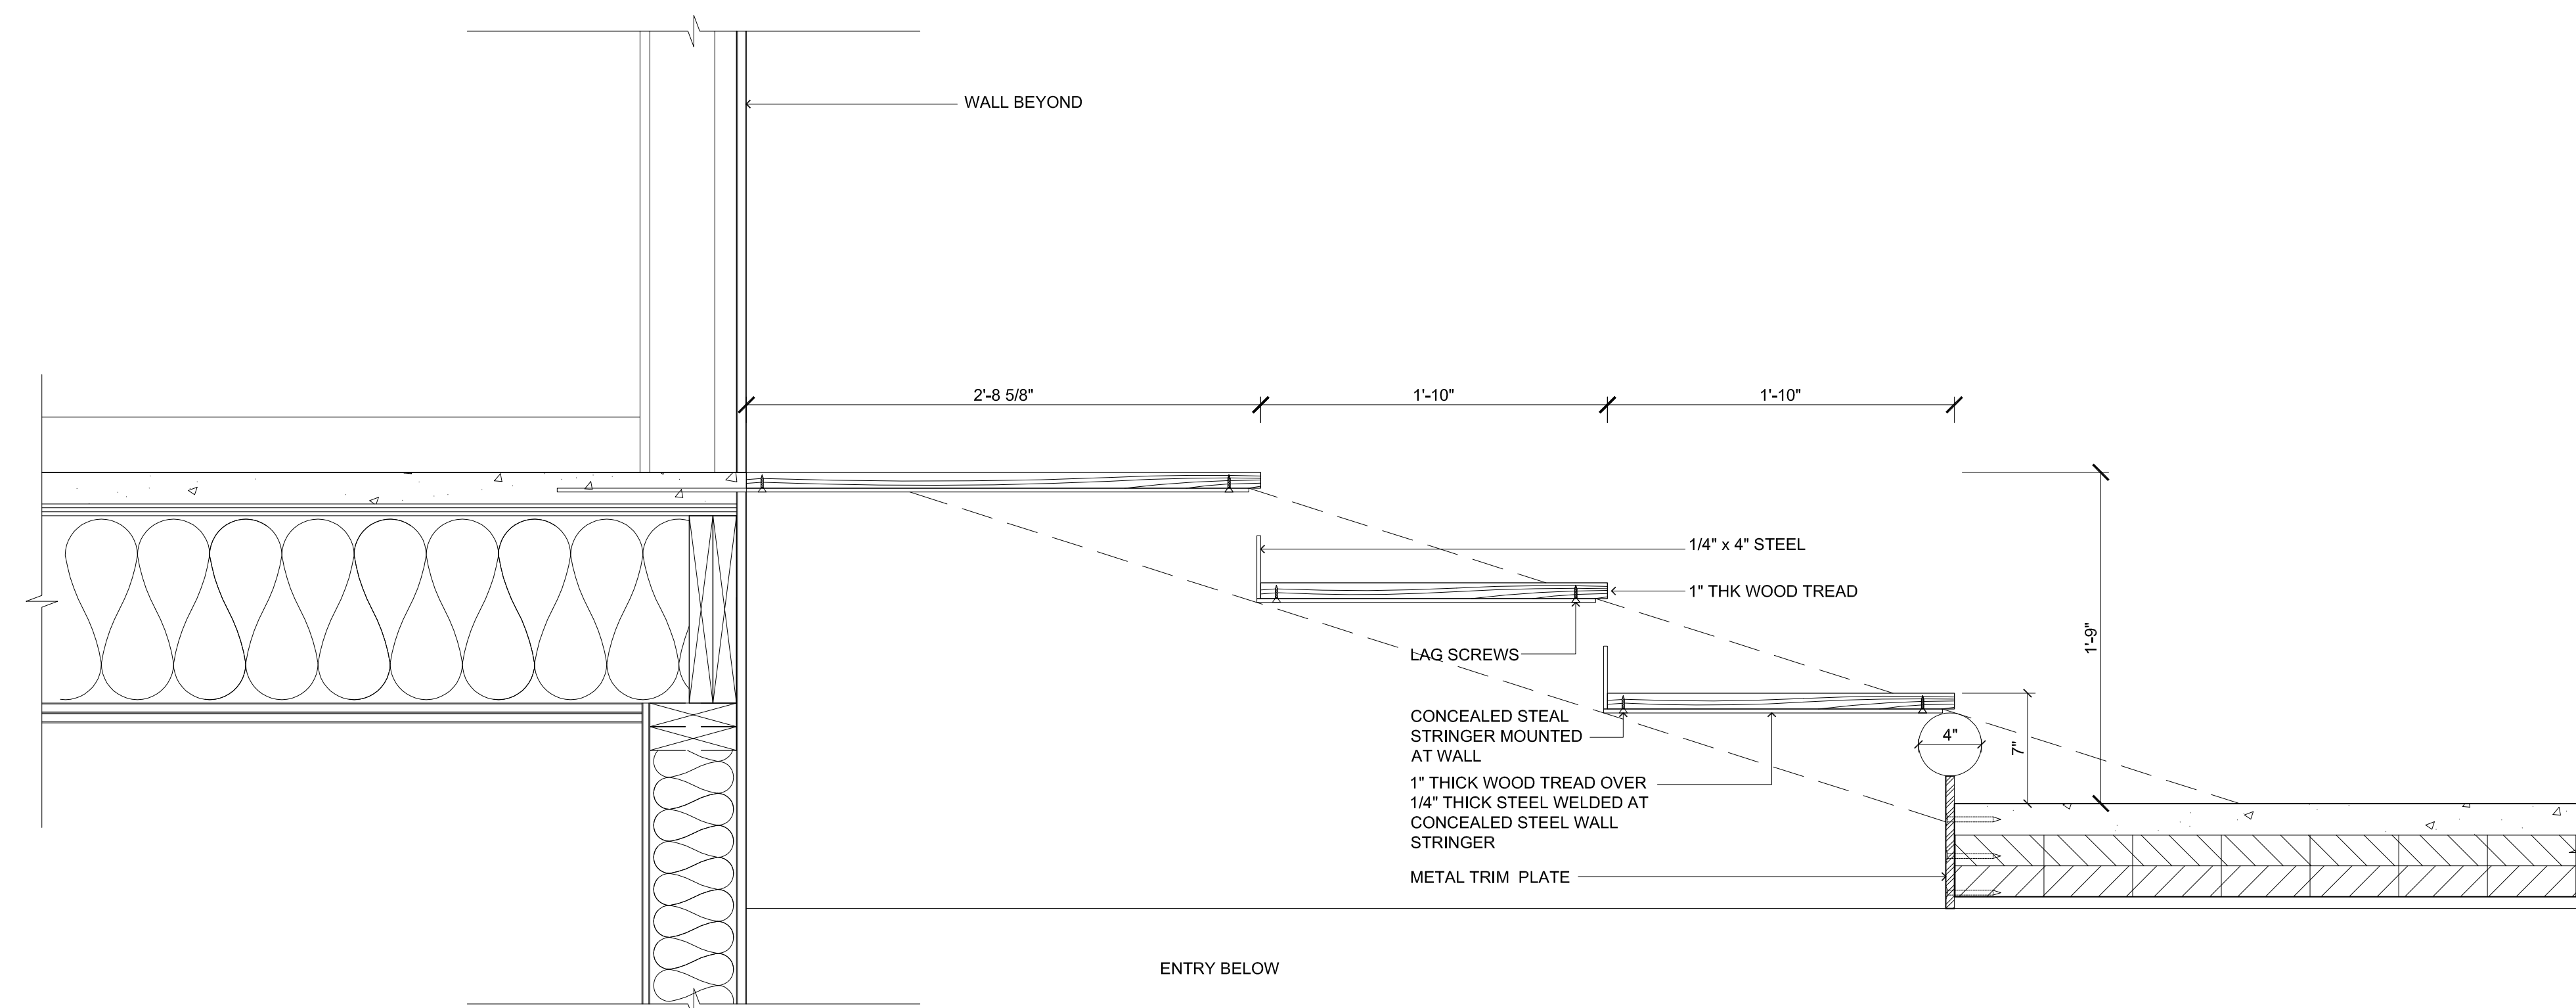 WALL BEYOND
2'-8 5/8"
1'-10"
1'-10"
1/4" x 4" STEEL
1" THK WOOD TREAD
1'-9"
LAG SCREWS
CONCEALED STEAL
STRINGER MOUNTED
AT WALL
4"
7"
1" THICK WOOD TREAD OVER
1/4" THICK STEEL WELDED AT
CONCEALED STEEL WALL
STRINGER
METAL TRIM  PLATE
ENTRY BELOW